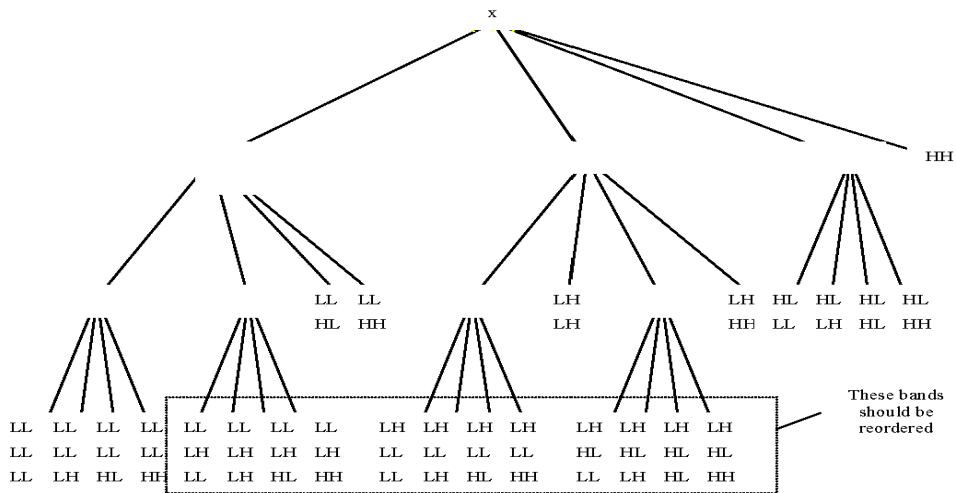 x
HH
LL LL LH LH HL HL HL HL
HL HH LH HH LL LH HL HH
These bands
should be
reordered
LL LL LL LL LL LL LL LL LH LH LH LH LH LH LH LH
LL LL LL LL LH LH LH LH LL LL LL LL HL HL HL HL
LL LH HL HH LL LH HL HH LL LH HL HH LL LH HL HH